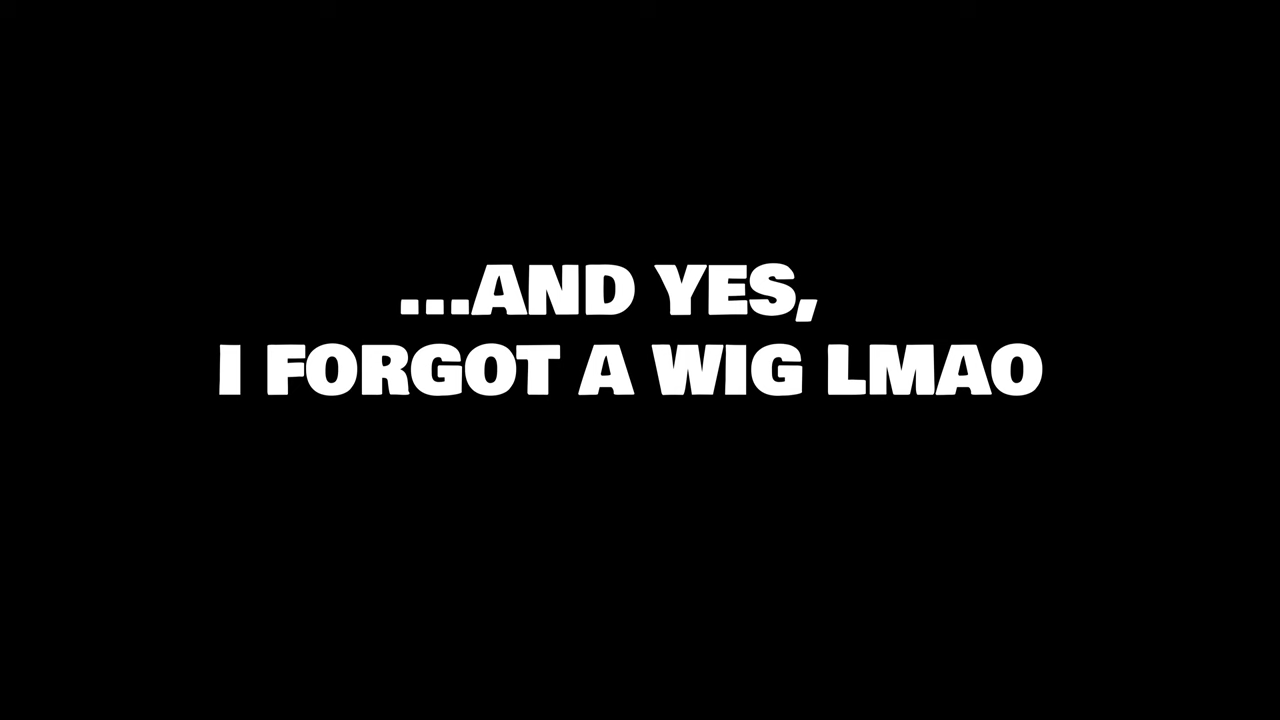 ...AND YES,
I FORGOT A WIG LMAO